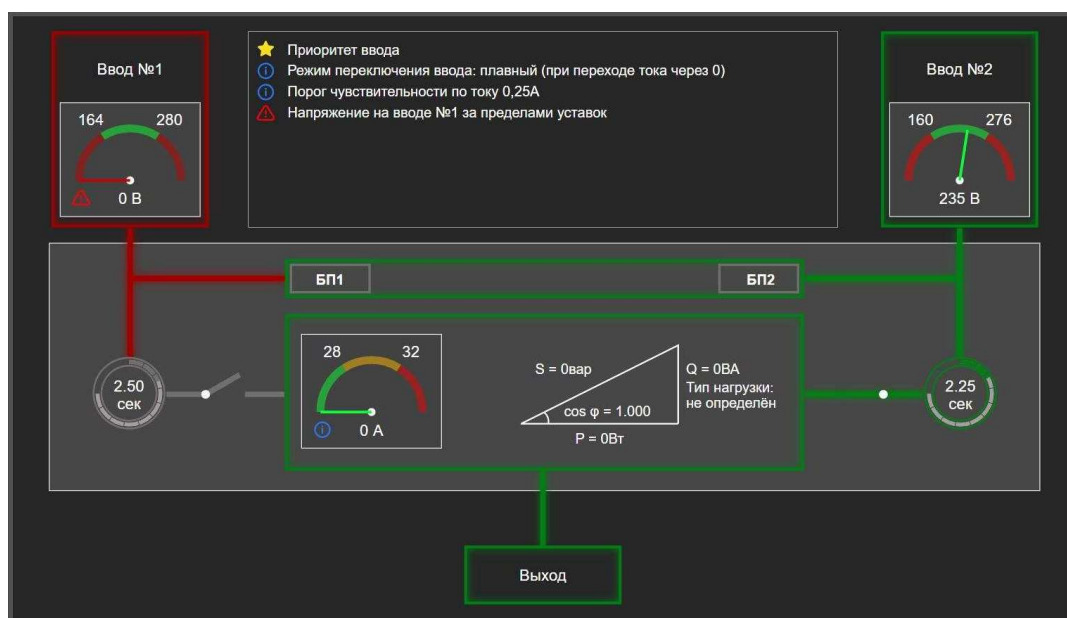 Ввод №1
164 280
0 В
Приоритет ввода
Режим переключения ввода: плавный (при переходе тока через 0)
Порог чувствительности по току 0,25А
Напряжение на вводе №1 за пределами уставок
Ввод №2
160 276
235 В
БП1
БП2
2.50
сек
28 32
0 А
S = 0вар
cos φ = 1.000
P = 0Вт
Q = 0ВА
Тип нагрузки:
не определён
2.25
сек
Выход